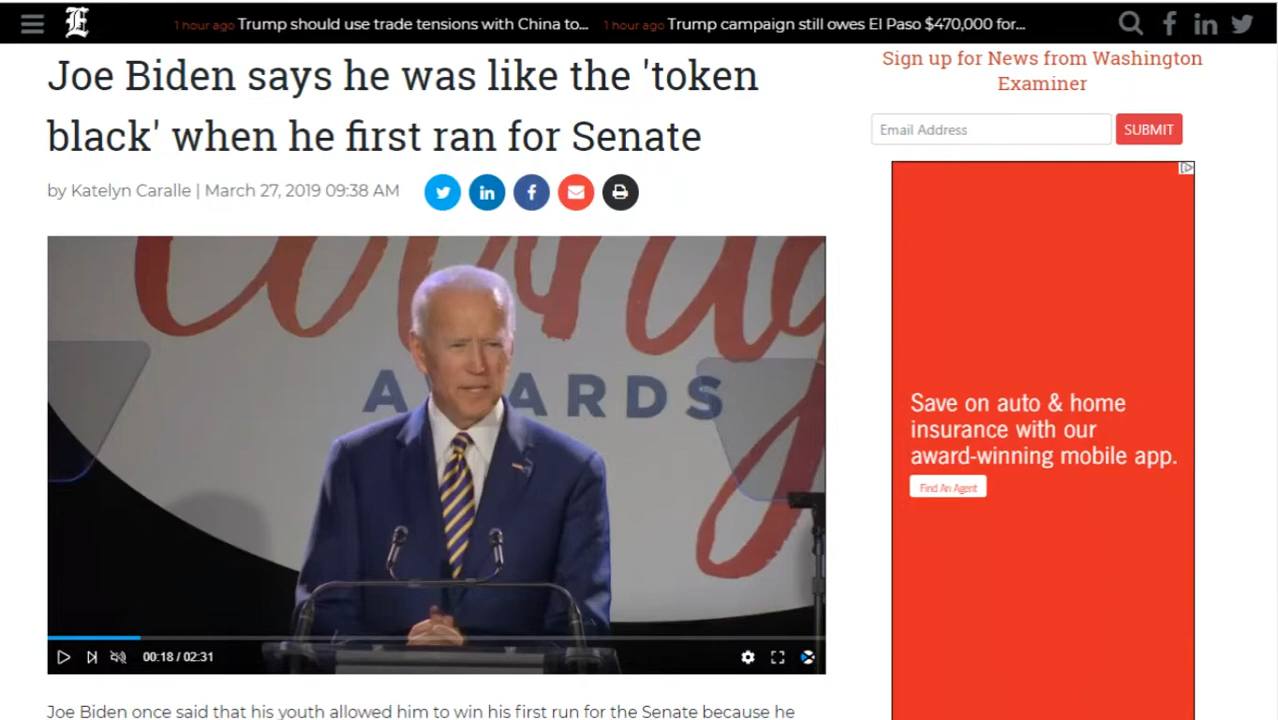 1 hour ago Trump should use trade tensions with China to... 1 hour ago Trump campaign still owes El Paso $470,000 for...
Joe Biden says he was like the 'token
black' when he first ran for Senate
by Katelyn Caralle | March 27, 2019 09:38 AM
Sign up for News from Washington
Examiner
Email Address
SUBMIT
AWARDS
Save on auto & home
insurance with our
award-winning mobile app.
Find An Agent
00:18 / 02:31
Joe Biden once said that his youth allowed him to win his first run for the Senate because he